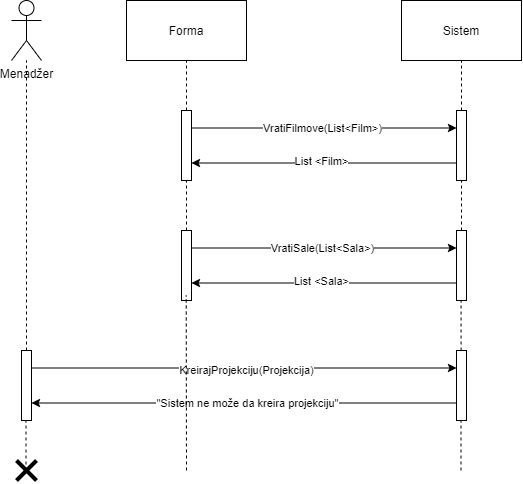 Forma
Sistem
Menadžer
VratiFilmove(List<Film>)
List <Film>
VratiSale(List<Sala>)
List <Sala>
KreirajProjekciju(Projekcija)
"Sistem ne može da kreira projekciju"